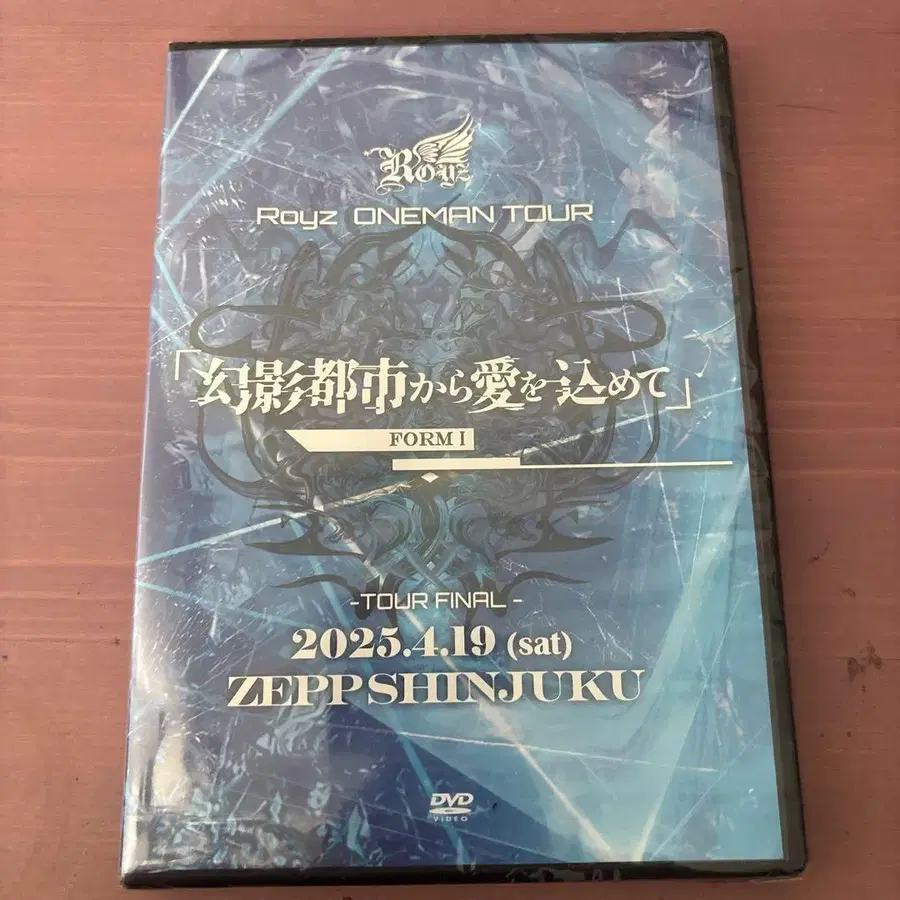 Royz
Royz ONEMAN TOUR
「幻影都市から愛を込めて」
FORM I
-TOUR FINAL-
2025.4.19 (sat)
ZEPP SHINJUKU
DVD
VIDEO